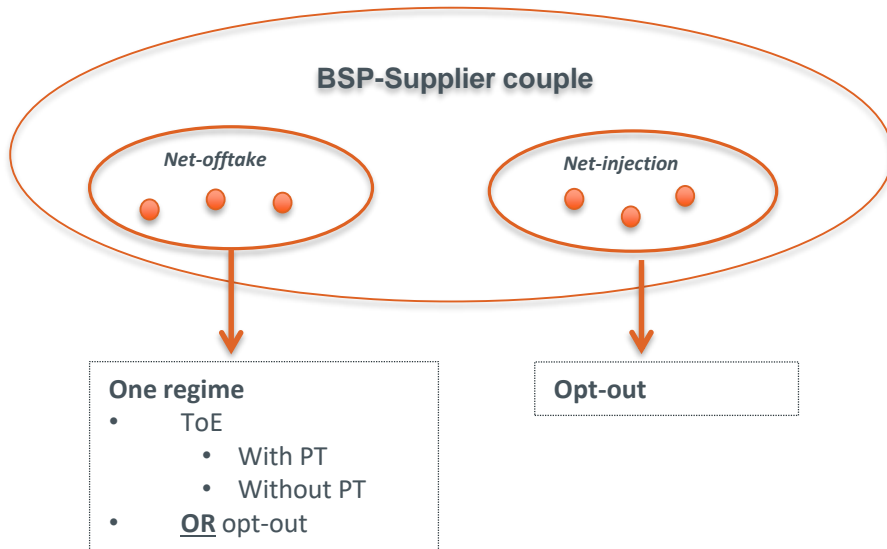 BSP-Supplier couple
Net-offtake
Net-injection
One regime
• ToE
• With PT
• Without PT
• OR opt-out
Opt-out